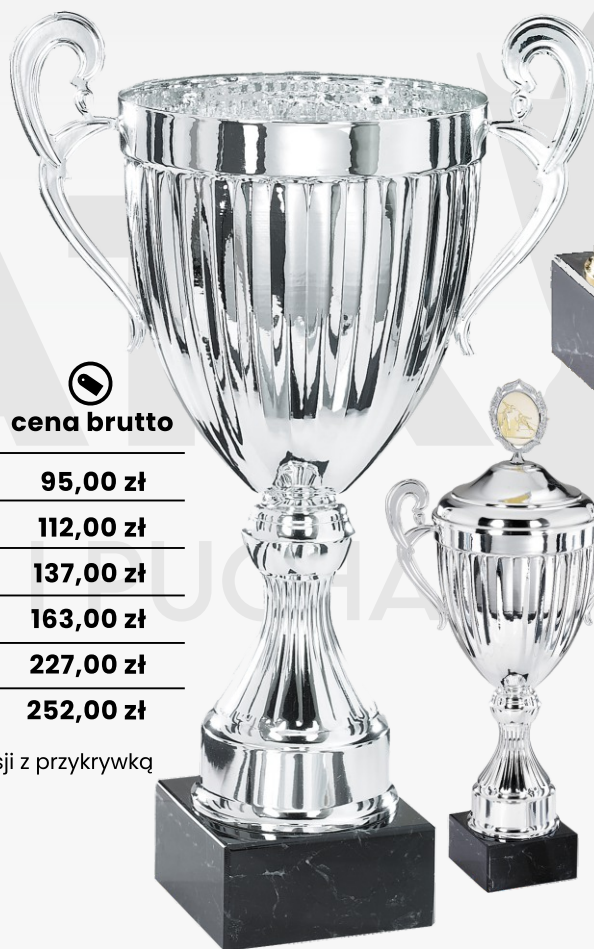 cena brutto
95,00 zł
112,00 zł
137,00 zł
163,00 zł
227,00 zł
252,00 zł
z przykrywką